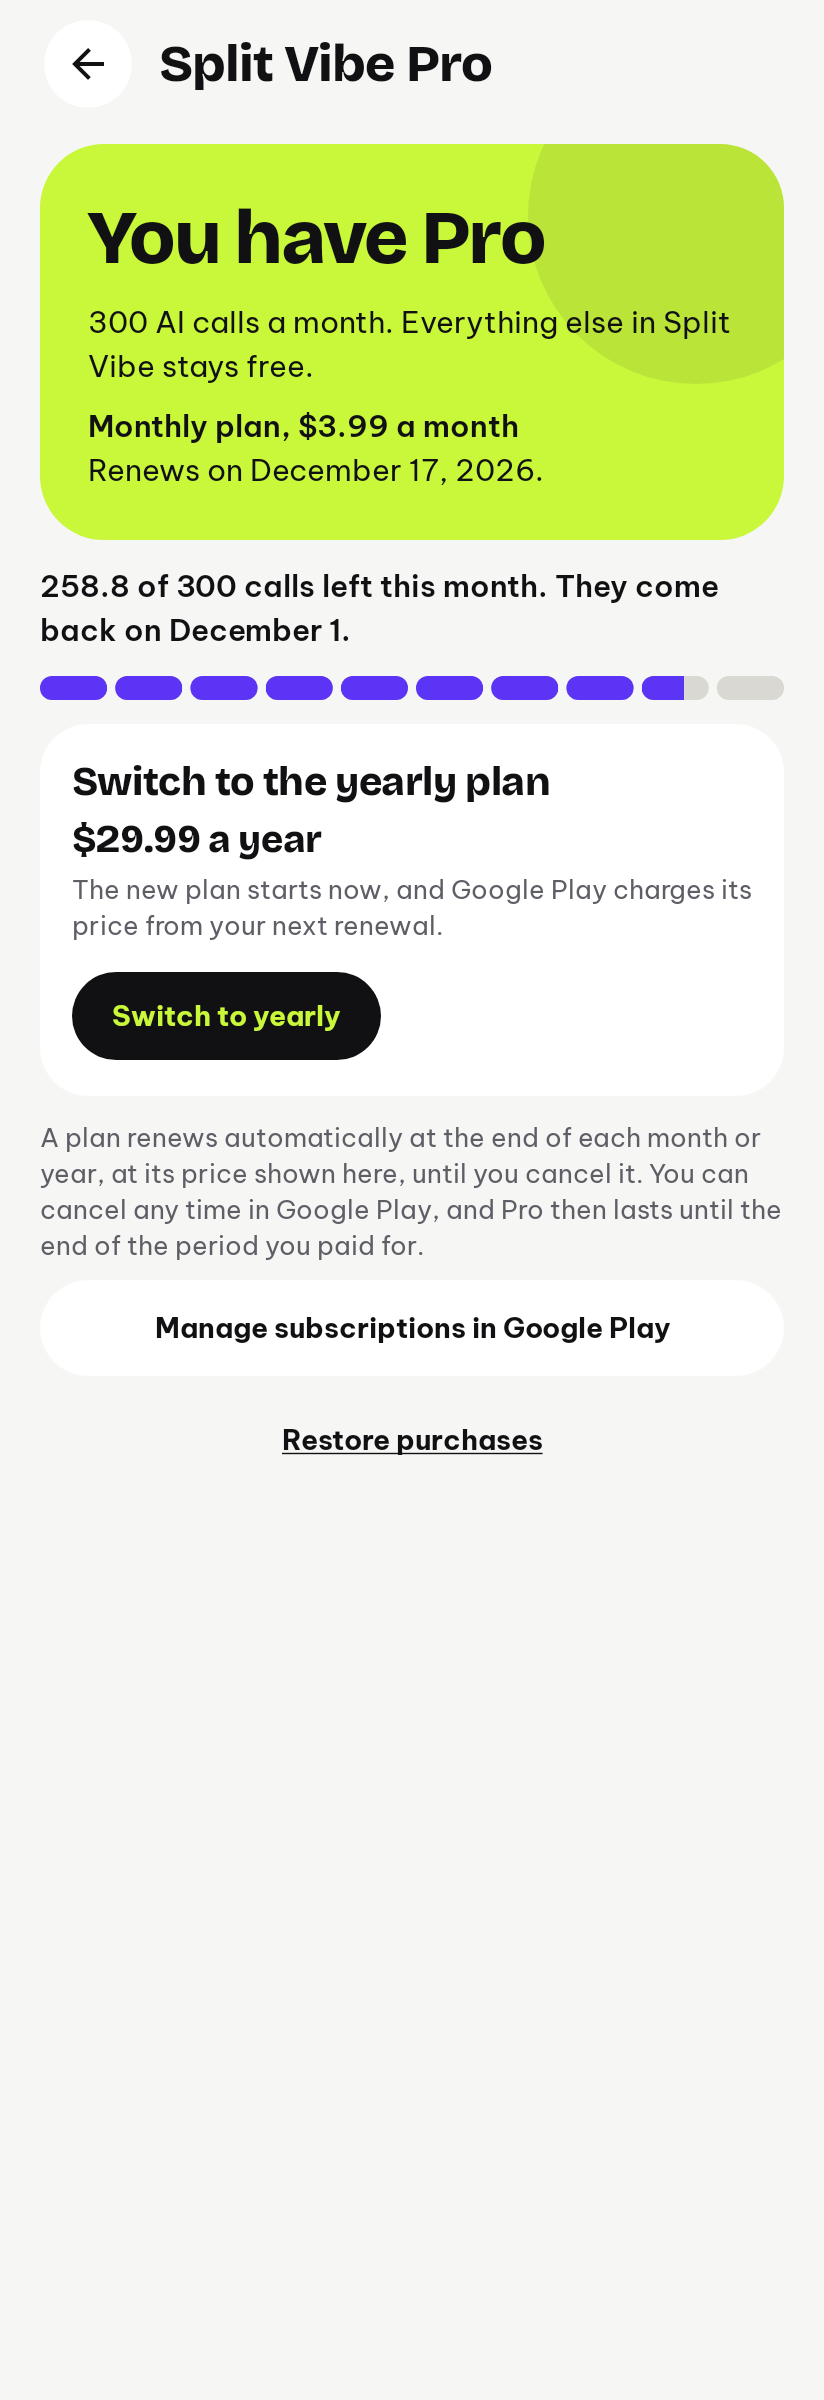 Split Vibe Pro
You have Pro
300 AI calls a month. Everything else in Split
Vibe stays free.
Monthly plan, $3.99 a month
Renews on December 17, 2026.
258.8 of 300 calls left this month. They come
back on December 1.
Switch to the yearly plan
$29.99 a year
The new plan starts now, and Google Play charges its
price from your next renewal.
Switch to yearly
A plan renews automatically at the end of each month or
year, at its price shown here, until you cancel it. You can
cancel any time in Google Play, and Pro then lasts until the
end of the period you paid for.
Manage subscriptions in Google Play
Restore purchases